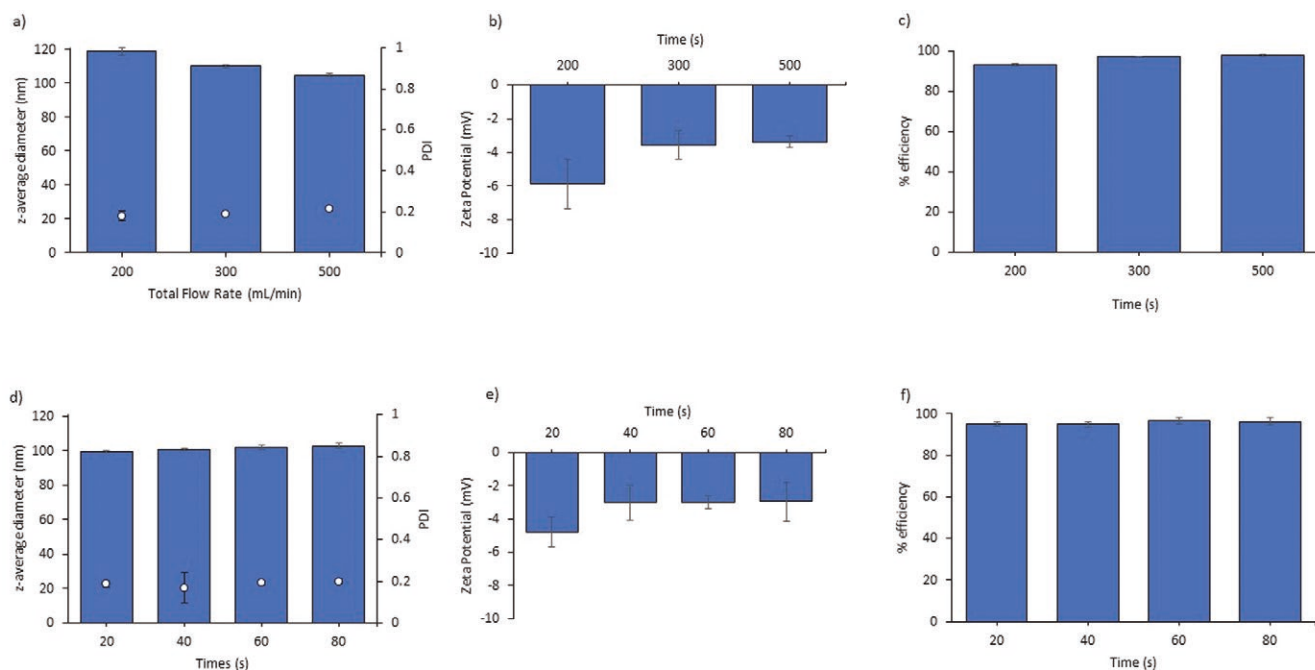 a)
z-average diameter (nm)
120
100
80
60
40
20
0
1
0.8
0.6
0.4
0.2
0
PDI
200 300 500
Total Flow Rate (mL/min)
b)
Time (s)
200 300 500
Zeta Potential (mV)
0
-2
-4
-6
-8
-10
c)
% efficiency
100
80
60
40
20
0
200 300 500
Time (s)
d)
z-average diameter (nm)
120
100
80
60
40
20
0
1
0.8
0.6
0.4
0.2
0
PDI
20 40 60 80
Times (s)
e)
Time (s)
20 40 60 80
Zeta Potential (mV)
0
-2
-4
-6
-8
-10
f)
% efficiency
100
80
60
40
20
0
20 40 60 80
Time (s)